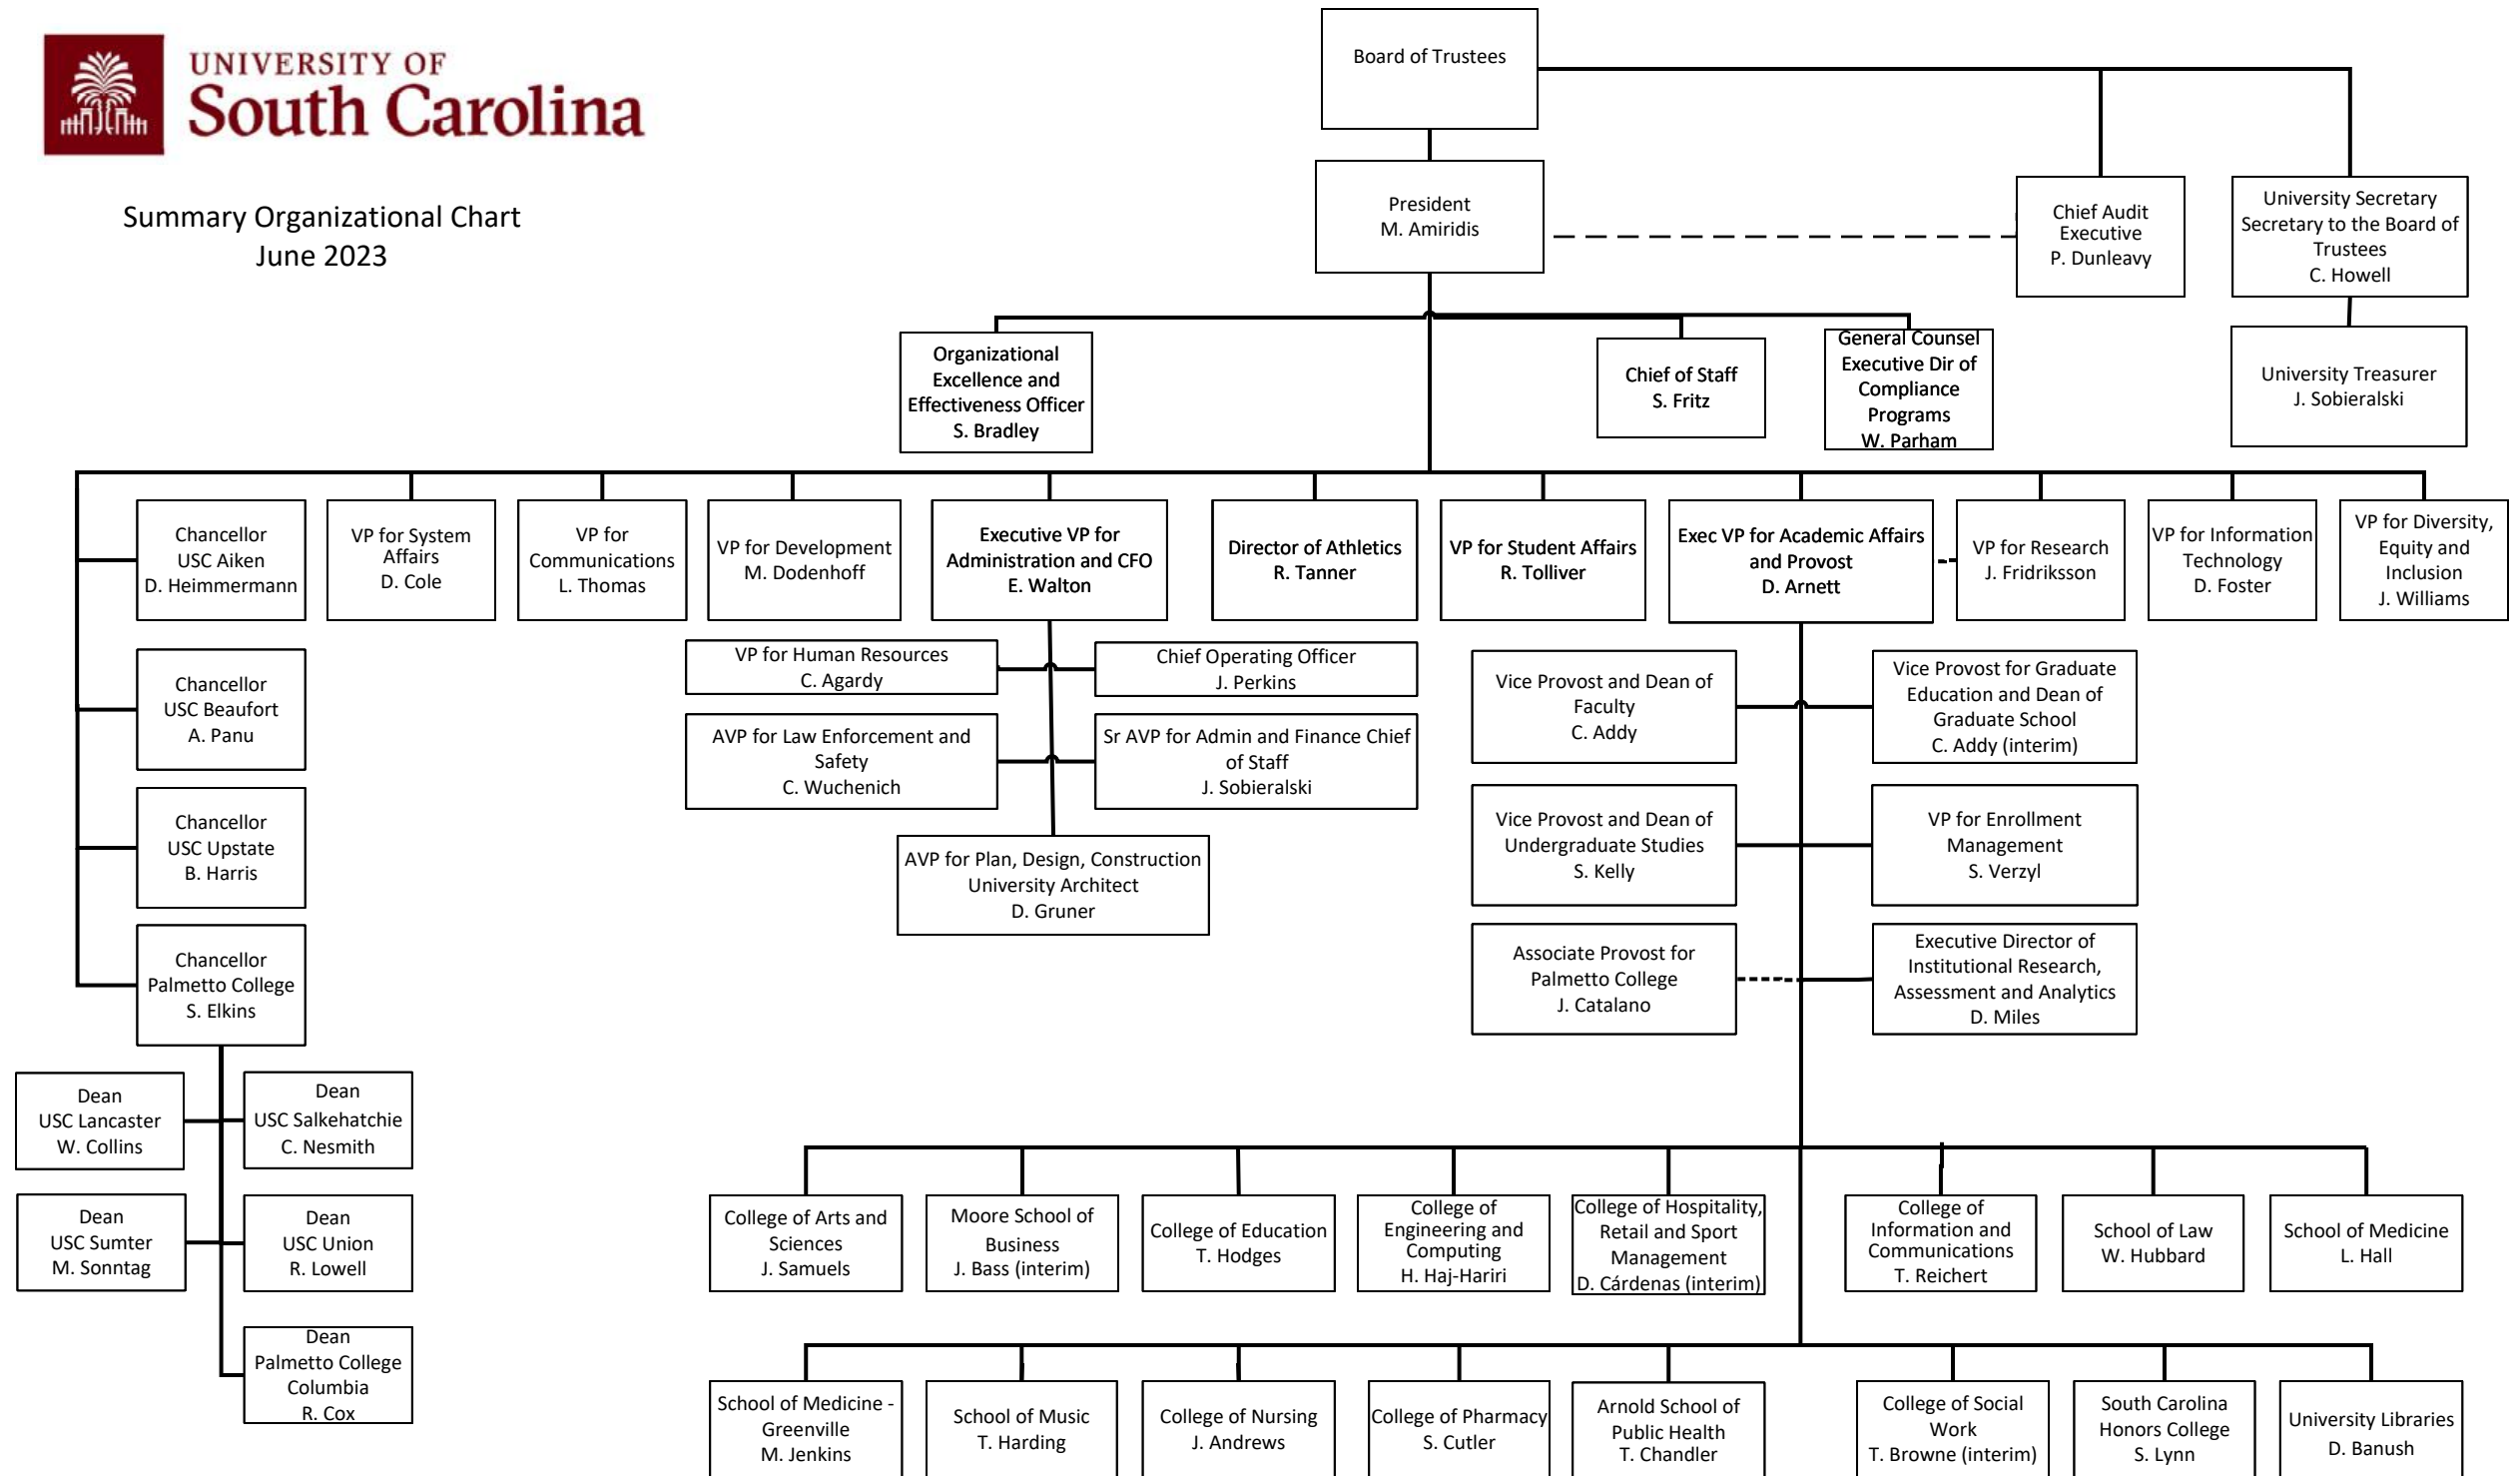 UNIVERSITY OF
South Carolina
Summary Organizational Chart
June 2023
Board of Trustees
President
M. Amiridis
Chief Audit
Executive
P. Dunleavy
University Secretary
Secretary to the Board of
Trustees
C. Howell
University Treasurer
J. Sobieralski
Organizational
Excellence and
Effectiveness Officer
S. Bradley
Chief of Staff
S. Fritz
General Counsel
Executive Dir of
Compliance
Programs
W. Parham
Chancellor
USC Aiken
D. Heimmermann
VP for System
Affairs
D. Cole
VP for
Communications
L. Thomas
VP for Development
M. Dodenhoff
Executive VP for
Administration and CFO
E. Walton
Director of Athletics
R. Tanner
VP for Student Affairs
R. Tolliver
Exec VP for Academic Affairs
and Provost
D. Arnett
VP for Research
J. Fridriksson
VP for Information
Technology
D. Foster
VP for Diversity,
Equity and
Inclusion
J. Williams
Chancellor
USC Beaufort
A. Panu
Chancellor
USC Upstate
B. Harris
Chancellor
Palmetto College
S. Elkins
VP for Human Resources
C. Agardy
Chief Operating Officer
J. Perkins
AVP for Law Enforcement and
Safety
C. Wuchenich
Sr AVP for Admin and Finance Chief
of Staff
J. Sobieralski
AVP for Plan, Design, Construction
University Architect
D. Gruner
Vice Provost and Dean of
Faculty
C. Addy
Vice Provost for Graduate
Education and Dean of
Graduate School
C. Addy (interim)
Vice Provost and Dean of
Undergraduate Studies
S. Kelly
VP for Enrollment
Management
S. Verzyl
Associate Provost for
Palmetto College
J. Catalano
Executive Director of
Institutional Research,
Assessment and Analytics
D. Miles
Dean
USC Lancaster
W. Collins
Dean
USC Salkehatchie
C. Nesmith
Dean
USC Sumter
M. Sonntag
Dean
USC Union
R. Lowell
Dean
Palmetto College
Columbia
R. Cox
College of Arts and
Sciences
J. Samuels
Moore School of
Business
J. Bass (interim)
College of Education
T. Hodges
College of
Engineering and
Computing
H. Haj-Hariri
College of Hospitality,
Retail and Sport
Management
D. Cárdenas (interim)
College of
Information and
Communications
T. Reichert
School of Law
W. Hubbard
School of Medicine
L. Hall
School of Medicine -
Greenville
M. Jenkins
School of Music
T. Harding
College of Nursing
J. Andrews
College of Pharmacy
S. Cutler
Arnold School of
Public Health
T. Chandler
College of Social
Work
T. Browne (interim)
South Carolina
Honors College
S. Lynn
University Libraries
D. Banush